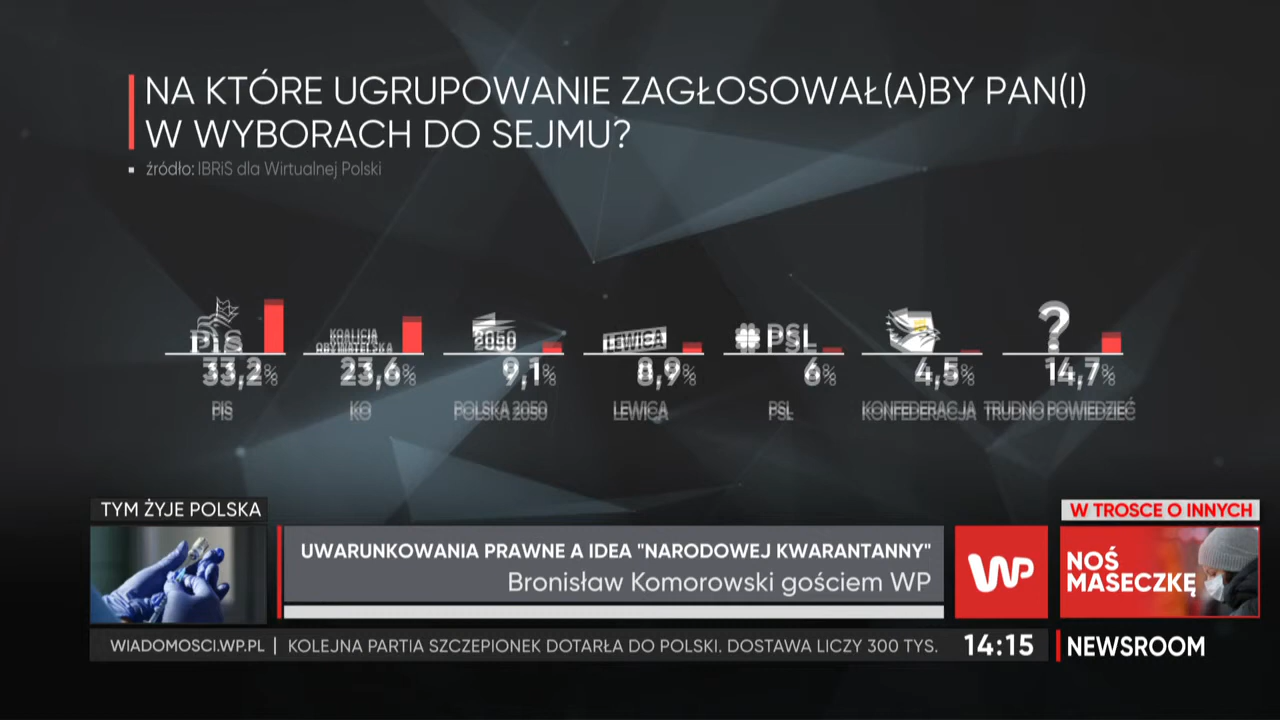 NA KTÓRE UGRUPOWANIE ZAGŁOSOWAŁ(A)BY PAN(I)
W WYBORACH DO SEJMU?
źródło: IBRiS dla Wirtualnej Polski
PiS
KOALICJA
OBYWATELSKA
2050
LEWICA
PSL
?
33,2% 23,6% 9,1% 8,9% 6% 4,5% 14,7%
PIS KO POLSKA 2050 LEWICA PSL KONFEDERACJA TRUDNO POWIEDZIEĆ
TYM ŻYJE POLSKA
UWARUNKOWANIA PRAWNE A IDEA "NARODOWEJ KWARANTANNY"
Bronisław Komorowski gościem WP
WP
W TROSCE O INNYCH
NOŚ
MASECZKĘ
WIADOMOSCI.WP.PL | KOLEJNA PARTIA SZCZEPIONEK DOTARŁA DO POLSKI. DOSTAWA LICZY 300 TYS.
14:15
NEWSROOM